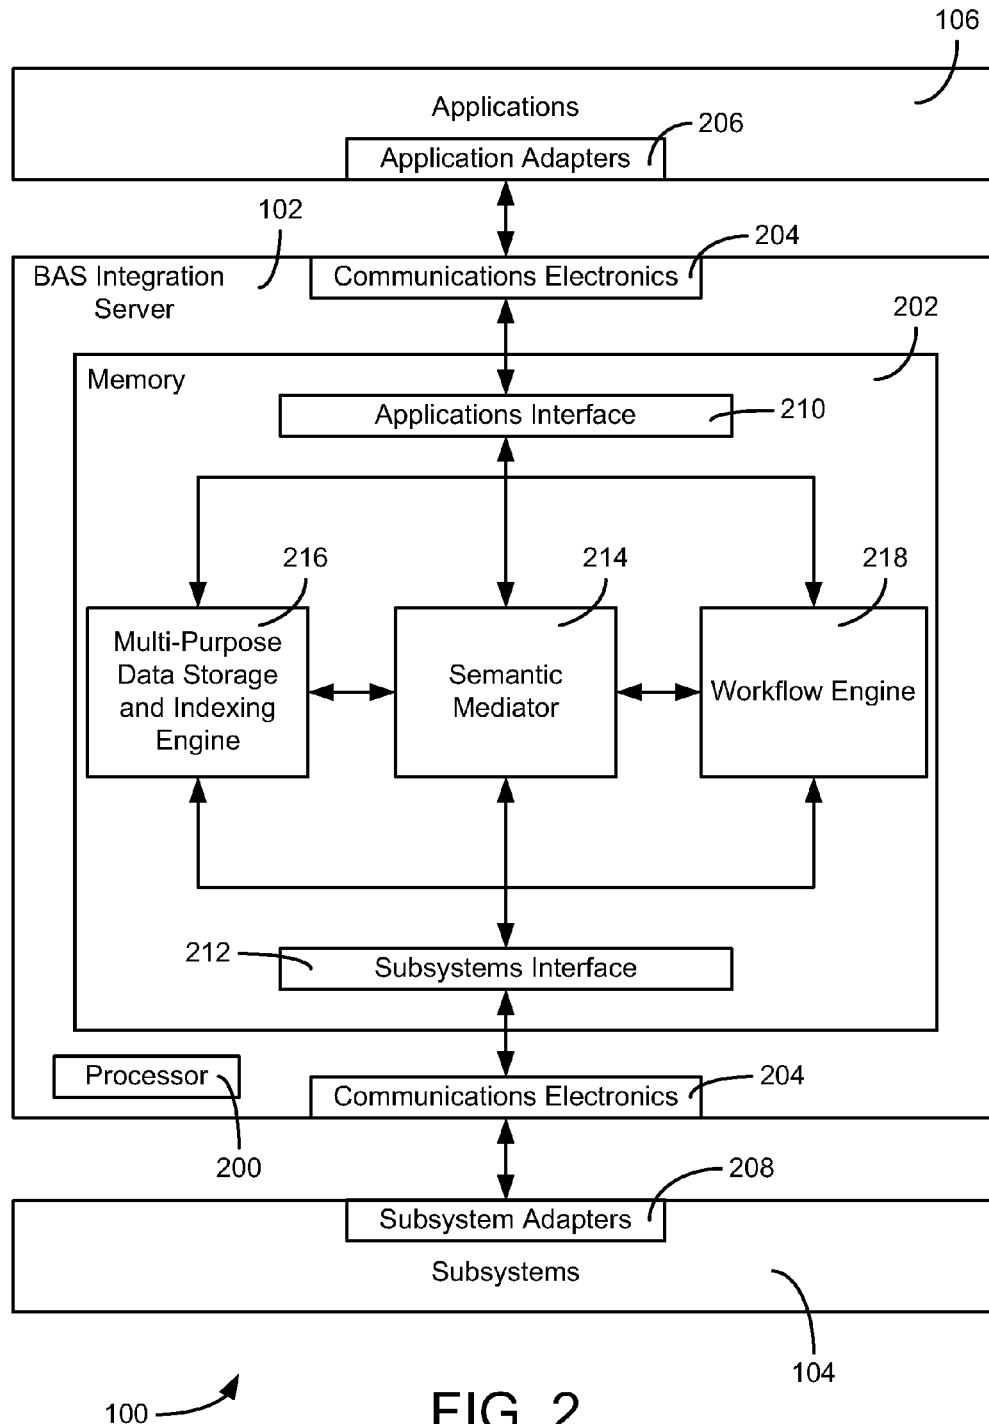 106
Applications
206
Application Adapters
102
204
BAS Integration
Server
Communications Electronics
202
Memory
Applications Interface
210
216
214
218
Multi-Purpose
Data Storage
and Indexing
Engine
Semantic
Mediator
Workflow Engine
212
Subsystems Interface
Processor
204
Communications Electronics
200
208
Subsystem Adapters
Subsystems
104
100
FIG. 2